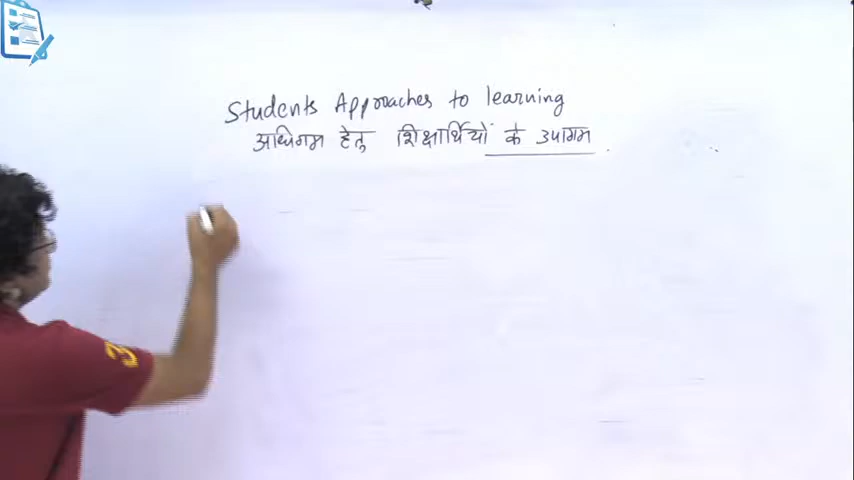 Students Approaches to learning
अधिगम हेतु शिक्षार्थियों के उपागम